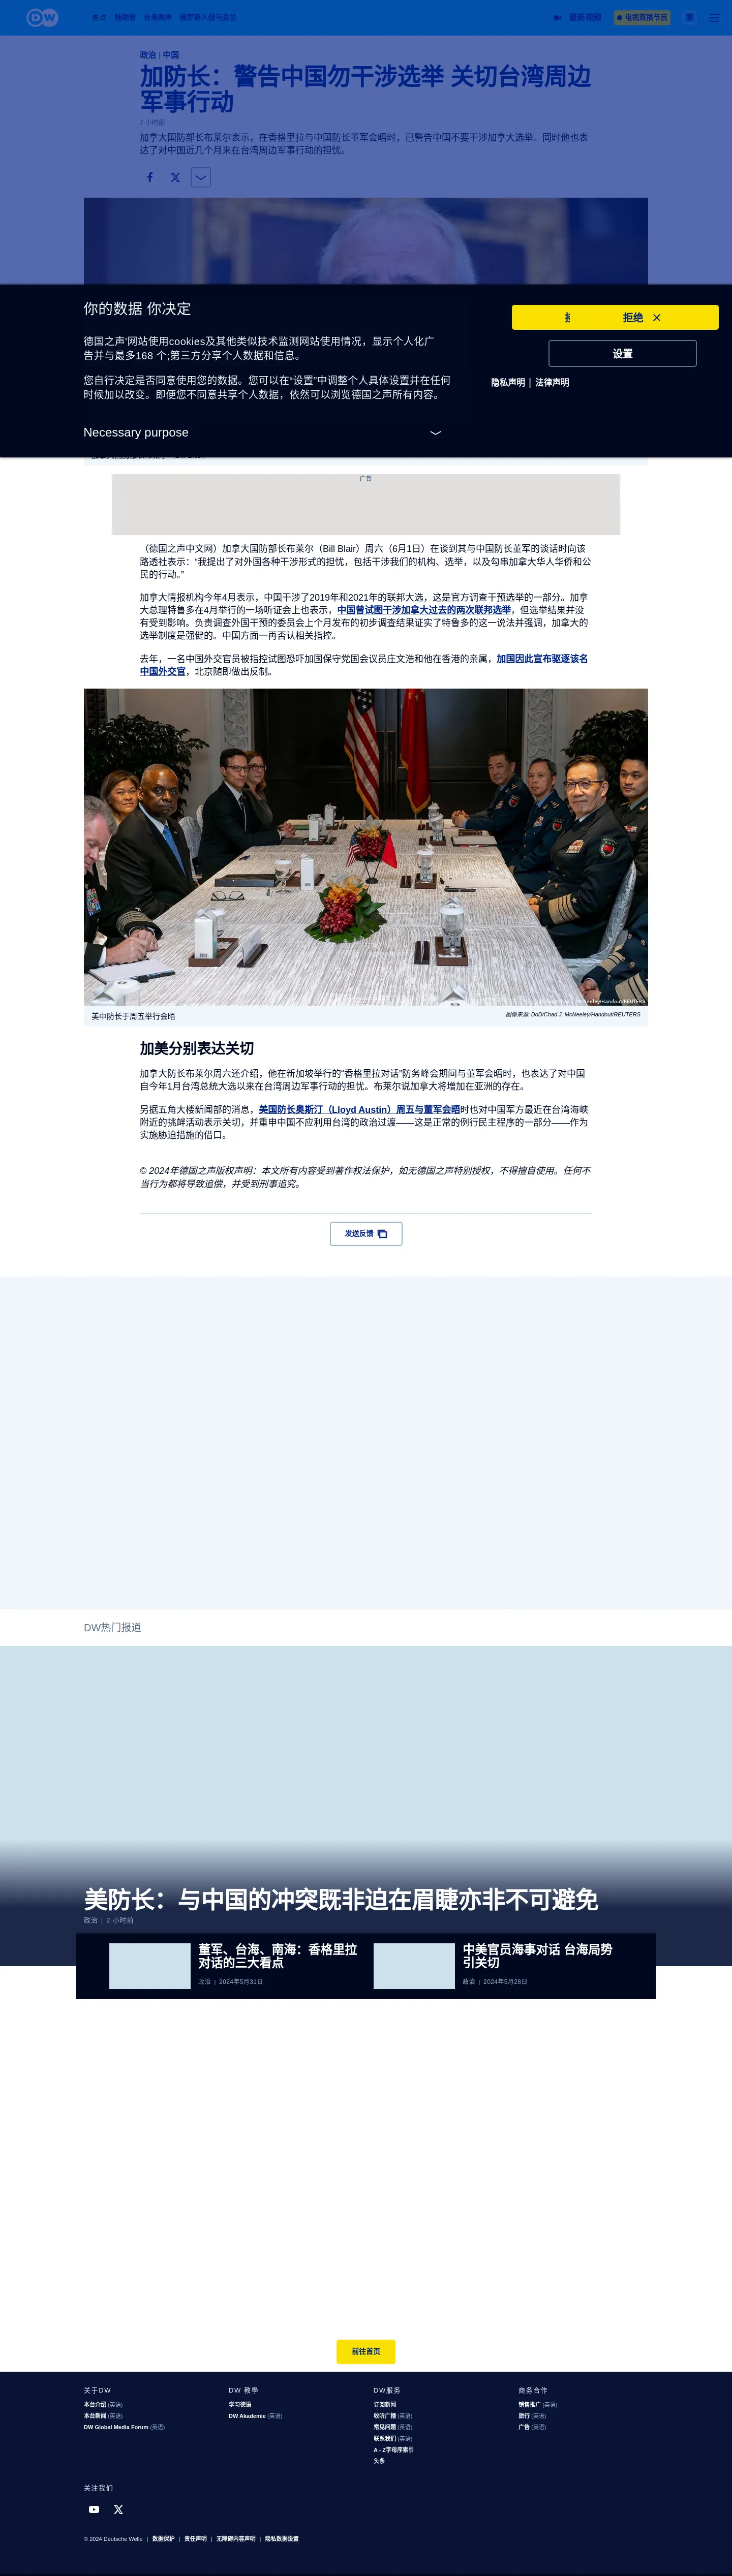 DW
焦点
特朗普
台海两岸
俄罗斯入侵乌克兰
最新视频
电视直播节目
繁
政治 | 中国
加防长：警告中国勿干涉选举 关切台湾周边
军事行动
2 小时前
加拿大国防部长布莱尔表示，在香格里拉与中国防长董军会晤时，已警告中国不要干涉加拿大选举。同时他也表
达了对中国近几个月来在台湾周边军事行动的担忧。
你的数据 你决定
德国之声'网站使用cookies及其他类似技术监测网站使用情况，显示个人化广
告并与最多168 个;第三方分享个人数据和信息。
您自行决定是否同意使用您的数据。您可以在“设置”中调整个人具体设置并在任何
时候加以改变。即便您不同意共享个人数据，依然可以浏览德国之声所有内容。
Necessary purpose
拒绝
设置
隐私声明 | 法律声明
广告
（德国之声中文网）加拿大国防部长布莱尔（Bill Blair）周六（6月1日）在谈到其与中国防长董军的谈话时向该
路透社表示：“我提出了对外国各种干涉形式的担忧，包括干涉我们的机构、选举，以及勾串加拿大华人华侨和公
民的行动。”
加拿大情报机构今年4月表示，中国干涉了2019年和2021年的联邦大选，这是官方调查干预选举的一部分。加拿
大总理特鲁多在4月举行的一场听证会上也表示，中国曾试图干涉加拿大过去的两次联邦选举，但选举结果并没
有受到影响。负责调查外国干预的委员会上个月发布的初步调查结果证实了特鲁多的这一说法并强调，加拿大的
选举制度是强健的。中国方面一再否认相关指控。
去年，一名中国外交官员被指控试图恐吓加国保守党国会议员庄文浩和他在香港的亲属，加国因此宣布驱逐该名
中国外交官，北京随即做出反制。
美中防长于周五举行会晤
图像来源: DoD/Chad J. McNeeley/Handout/REUTERS
加美分别表达关切
加拿大防长布莱尔周六还介绍，他在新加坡举行的“香格里拉对话”防务峰会期间与董军会晤时，也表达了对中国
自今年1月台湾总统大选以来在台湾周边军事行动的担忧。布莱尔说加拿大将增加在亚洲的存在。
另据五角大楼新闻部的消息，美国防长奥斯汀（Lloyd Austin）周五与董军会晤时也对中国军方最近在台湾海峡
附近的挑衅活动表示关切，并重申中国不应利用台湾的政治过渡——这是正常的例行民主程序的一部分——作为
实施胁迫措施的借口。
© 2024年德国之声版权声明：本文所有内容受到著作权法保护，如无德国之声特别授权，不得擅自使用。任何不
当行为都将导致追偿，并受到刑事追究。
发送反馈
DW热门报道
美防长：与中国的冲突既非迫在眉睫亦非不可避免
政治 | 2 小时前
董军、台海、南海：香格里拉
对话的三大看点
政治 | 2024年5月31日
中美官员海事对话 台海局势
引关切
政治 | 2024年5月28日
前往首页
关于DW
本台介绍 (英语)
本台新闻 (英语)
DW Global Media Forum (英语)
DW 教學
学习德语
DW Akademie (英语)
DW服务
订阅新闻
收听广播 (英语)
常见问题 (英语)
联系我们 (英语)
A - Z字母序索引
头条
商务合作
销售推广 (英语)
旅行 (英语)
广告 (英语)
关注我们
© 2024 Deutsche Welle | 数据保护 | 责任声明 | 无障碍内容声明 | 隐私数据设置